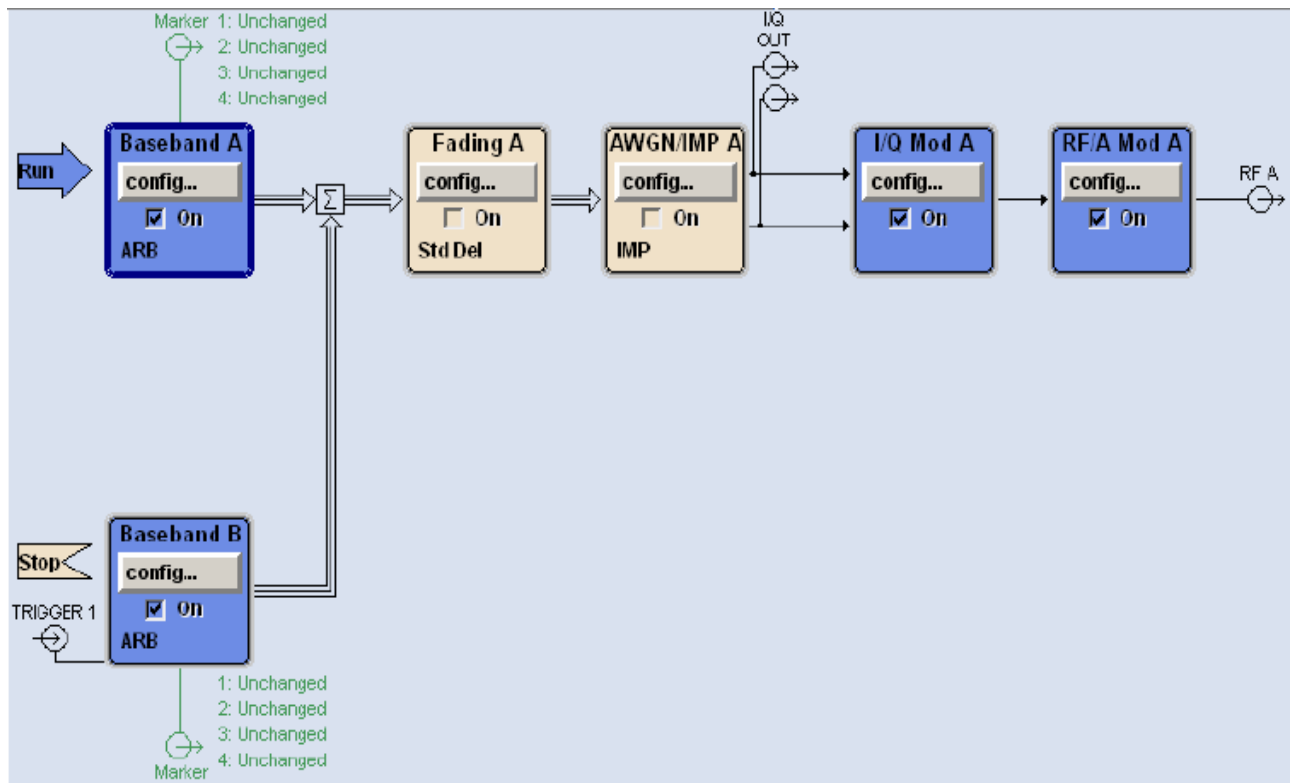 Marker 1: Unchanged
2: Unchanged
3: Unchanged
4: Unchanged
I/Q
OUT
Run
Baseband A
config...
On
ARB
Σ
Fading A
config...
On
Std Del
AWGN/IMP A
config...
On
IMP
I/Q Mod A
config...
On
RF/A Mod A
config...
On
RF A
Stop
TRIGGER 1
Baseband B
config...
On
ARB
1: Unchanged
2: Unchanged
3: Unchanged
4: Unchanged
Marker